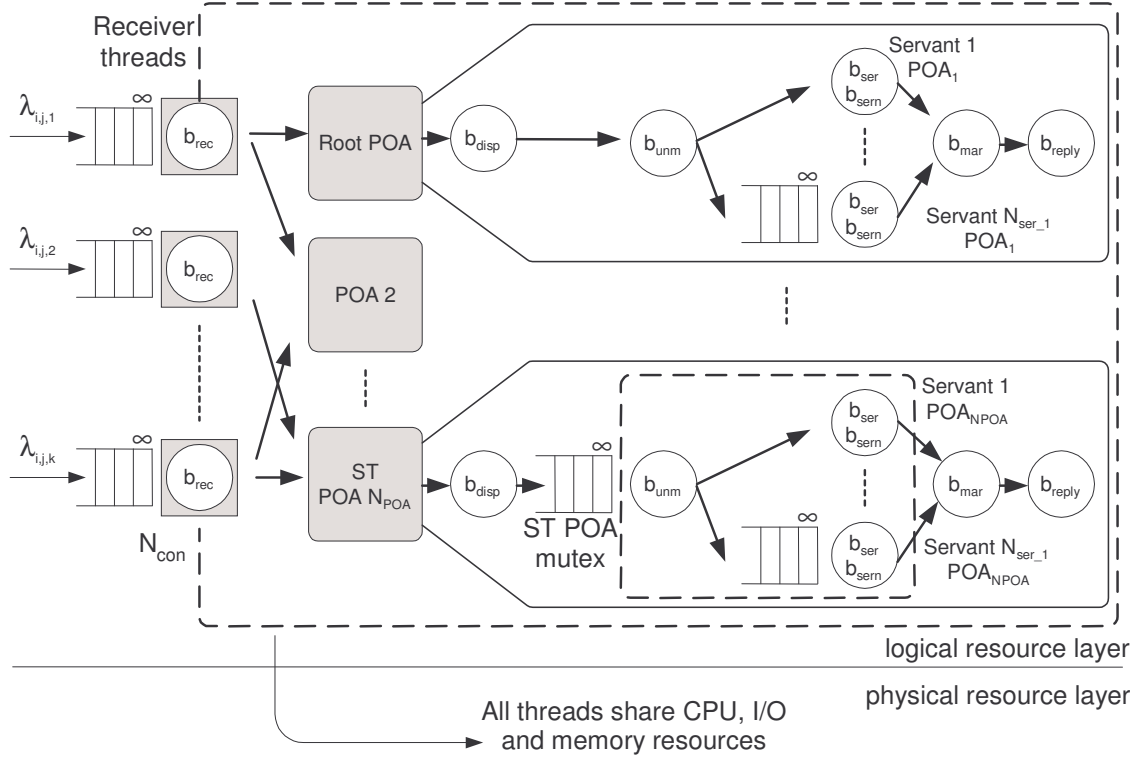 Receiver
threads
λi,j,1
∞
brec
Root POA
bdisp
bunm
∞
bser
bsern
Servant 1
POA1
bser
bsern
Servant Nser_1
POA1
bmar
breply
λi,j,2
∞
brec
POA 2
λi,j,k
∞
brec
Ncon
ST
POA NPOA
bdisp
∞
ST POA
mutex
bunm
∞
bser
bsern
Servant 1
POANPOA
bser
bsern
Servant Nser_1
POANPOA
bmar
breply
logical resource layer
physical resource layer
All threads share CPU, I/O
and memory resources